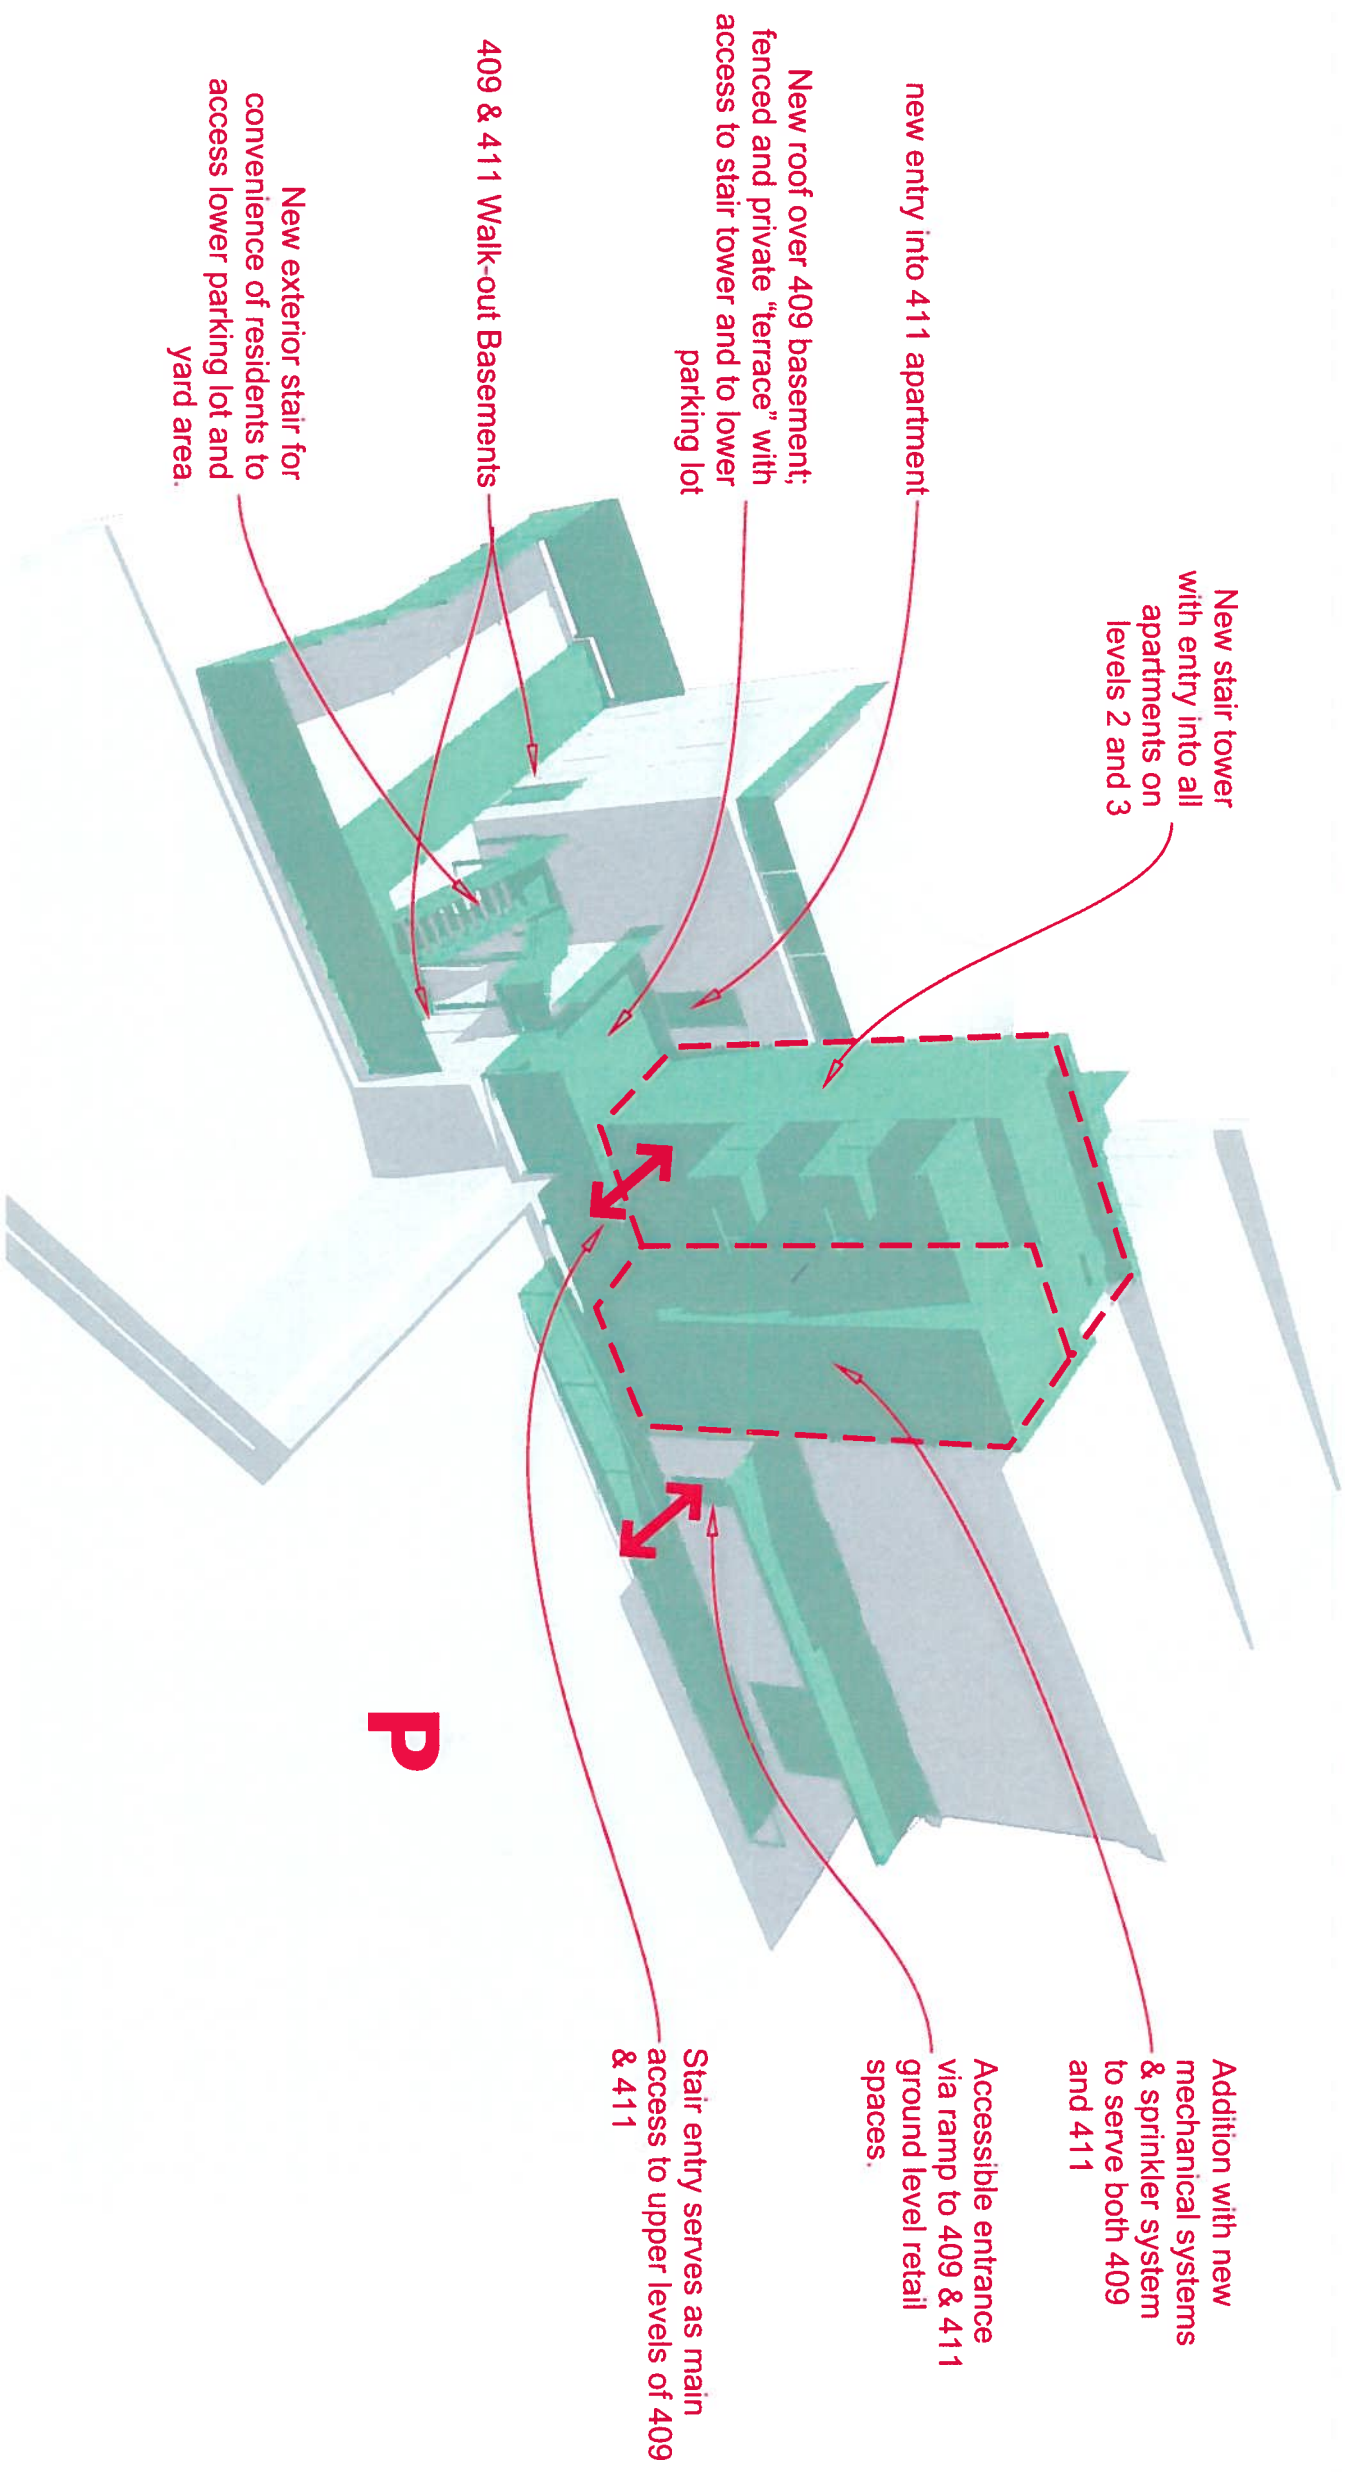 New stair tower
with entry into all
apartments on
levels 2 and 3
new entry into 411 apartment
New roof over 409 basement;
fenced and private “terrace” with
access to stair tower and to lower
parking lot
409 & 411 Walk-out Basements
New exterior stair for
convenience of residents to
access lower parking lot and
yard area.
Addition with new
mechanical systems
& sprinkler system
to serve both 409
and 411
Accessible entrance
via ramp to 409 & 411
ground level retail
spaces.
Stair entry serves as main
access to upper levels of 409
& 411
P